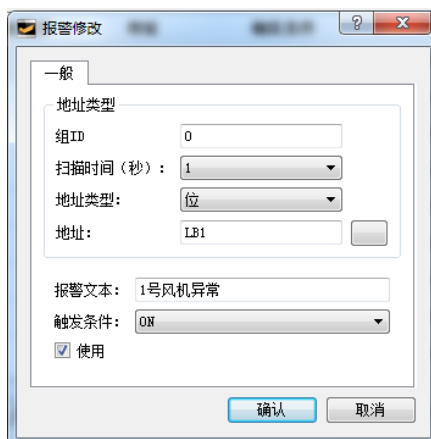 报警修改
一般
地址类型
组ID 0
扫描时间（秒）： 1
地址类型： 位
地址： LB1
报警文本： 1号风机异常
触发条件： ON
使用
确认 取消